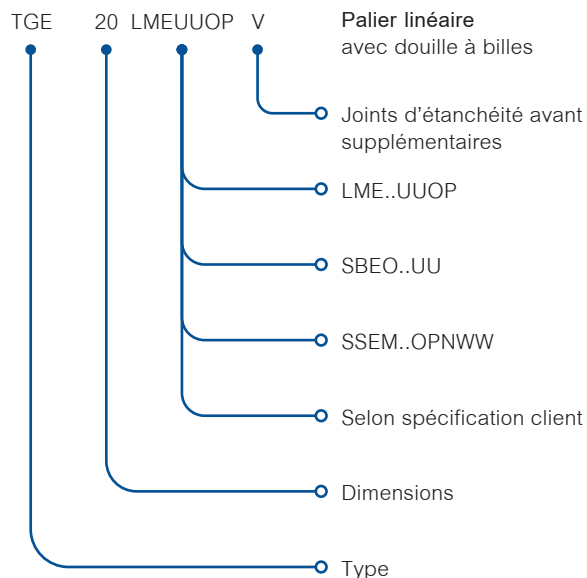 TGE 20 LMEUUOP V
Palier linéaire
avec douille à billes
Joints d'étanchéité avant
supplémentaires
LME..UUOP
SBEO..UU
SSEM..OPNWW
Selon spécification client
Dimensions
Type